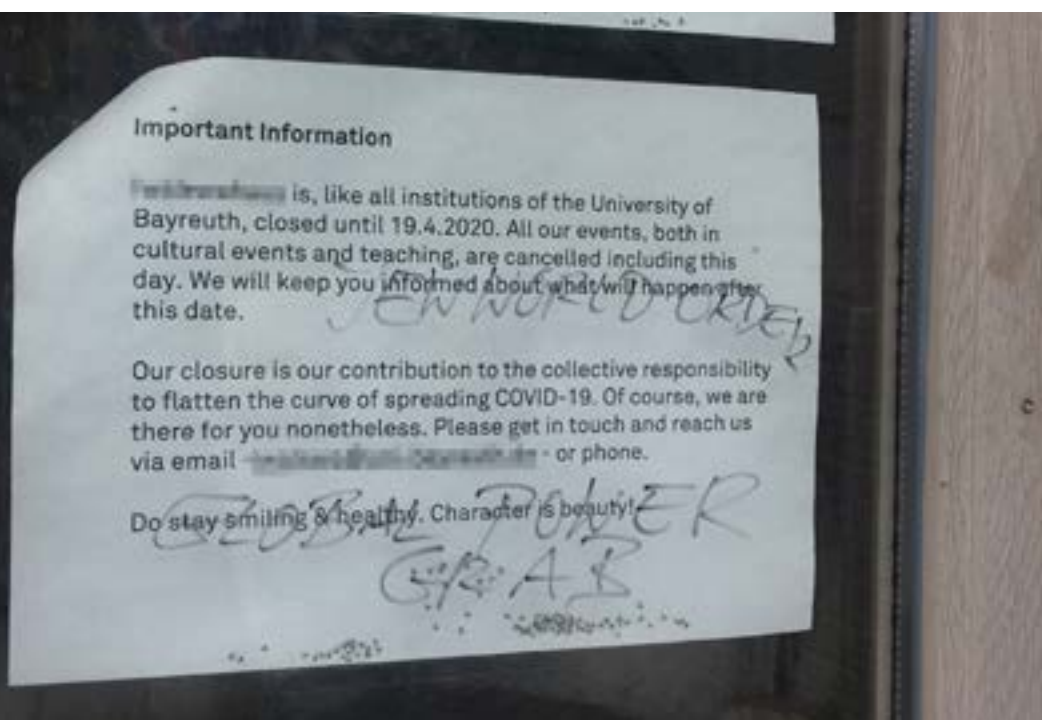 Important Information
is, like all institutions of the University of
Bayreuth, closed until 19.4.2020. All our events, both in
cultural events and teaching, are cancelled including this
day. We will keep you informed about what will happen after
this date.
JEW WORLD ORDER
Our closure is our contribution to the collective responsibility
to flatten the curve of spreading COVID-19. Of course, we are
there for you nonetheless. Please get in touch and reach us
via email - - or phone.
Do stay smiling & healthy. Character is beauty!
GLOBAL POWER
GRAB